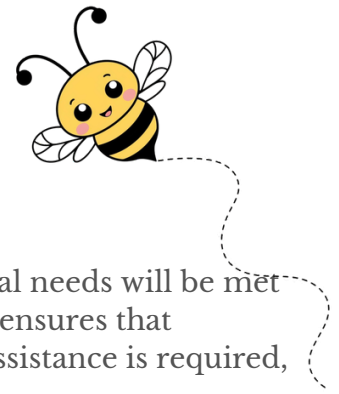 al needs will be met
ensures that
ssistance is required,